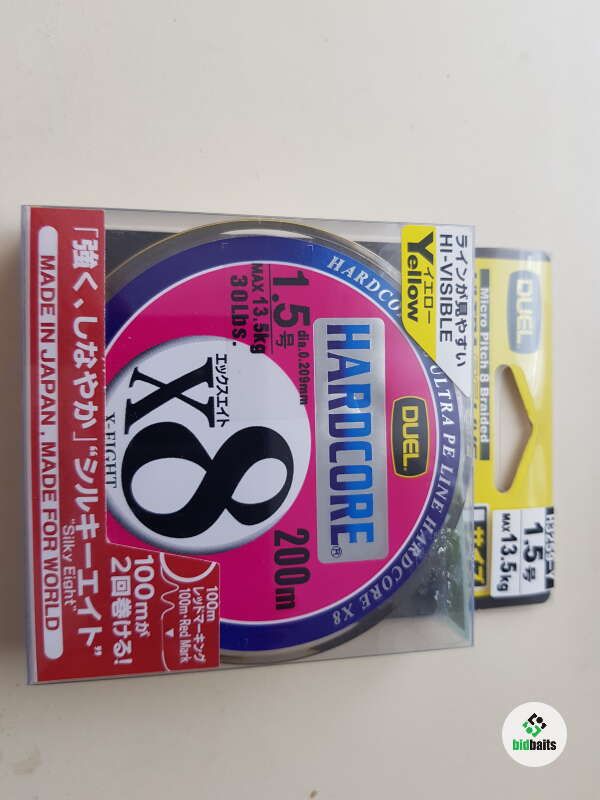 DUEL®
Micro Pitch 8 Braided
サイズ
1.5号
MAX 13.5kg
ラインが見やすい
HI-VISIBLE
イエロー
Yellow
ULTRA PE LINE HARDCORE X8
DUEL®
HARDCORE®
1.5号
dia.0.209mm
MAX 13.5kg
30Lbs.
200m
エックスエイト
X8
X-EIGHT
100m
レッドマーキング
100m・Red Mark
100mが
2回巻ける!
「強く、しなやか」"シルキーエイト"
"Silky Eight"
MADE IN JAPAN , MADE FOR WORLD
bidbaits